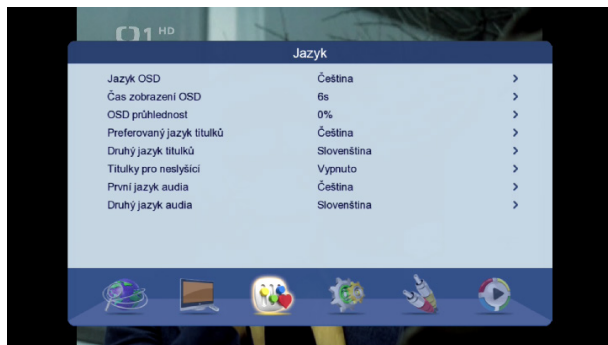 1 HD
Jazyk
Jazyk OSD Čeština >
Čas zobrazení OSD 6s >
OSD průhlednost 0% >
Preferovaný jazyk titulků Čeština >
Druhý jazyk titulků Slovenština >
Titulky pro neslyšící Vypnuto >
První jazyk audia Čeština >
Druhý jazyk audia Slovenština >